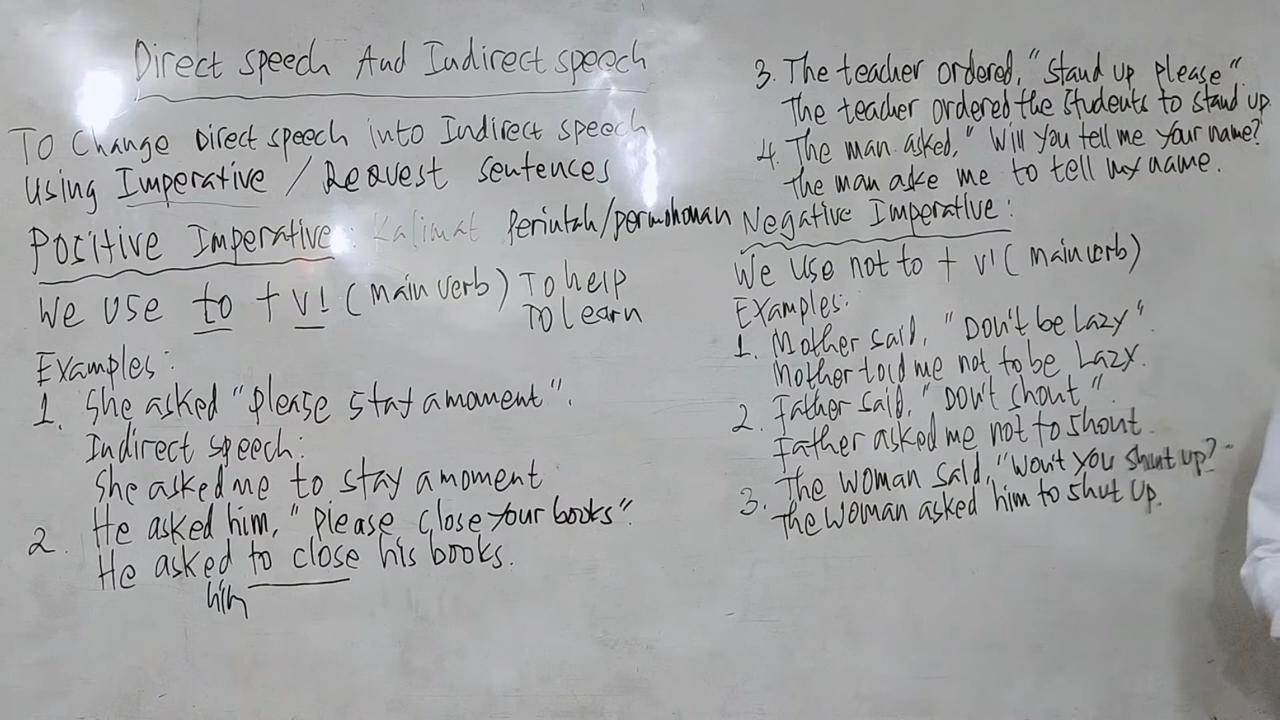 Direct speech And Indirect speech
To Change Direct speech into Indirect speech
Using Imperative / Request sentences
Positive Imperative : Kalimat Perintah/permohonan
We use to + V1 (main verb) To help
To learn
Examples:
1. She asked "please stay a moment".
Indirect speech:
She asked me to stay a moment
2. He asked him, "please close your books".
He asked to close his books.
him
3. The teacher ordered, "stand up please"
The teacher ordered the students to stand up.
4. The man asked, "Will you tell me your name?
The man aske me to tell my name.
Negative Imperative:
We use not to + V1 (main verb)
Examples:
1. Mother said, "Don't be Lazy".
Mother told me not to be Lazy.
2. Father said, "Don't shout".
Father asked me not to shout.
3. The woman said, "won't you shut up?"
The woman asked him to shut up.